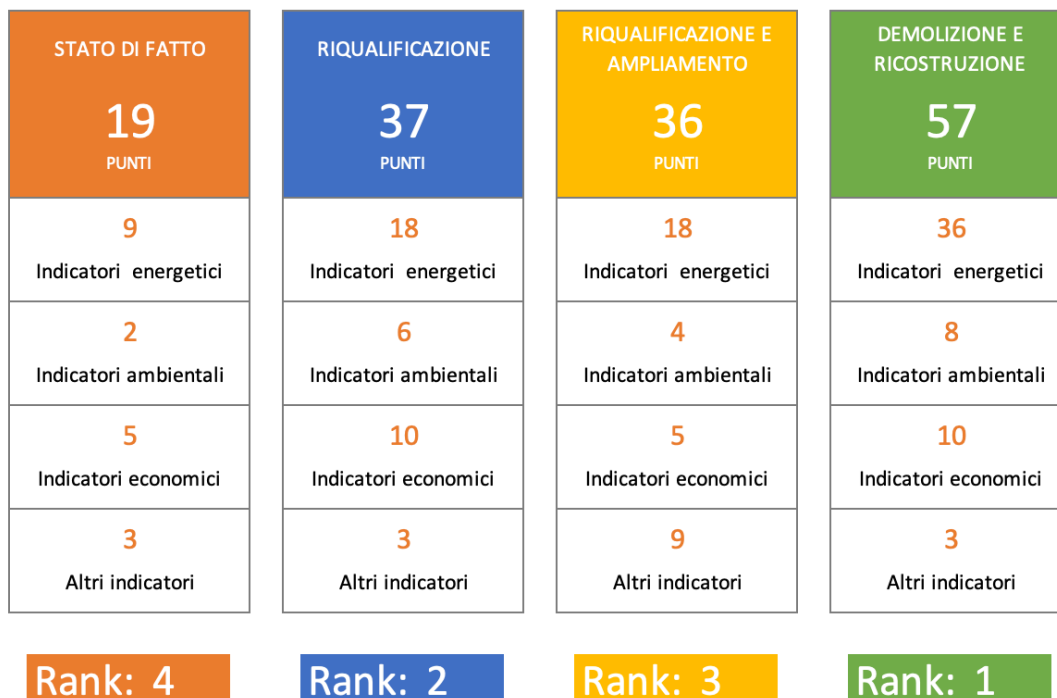 STATO DI FATTO
19
PUNTI
9
Indicatori energetici
2
Indicatori ambientali
5
Indicatori economici
3
Altri indicatori
Rank: 4
RIQUALIFICAZIONE
37
PUNTI
18
Indicatori energetici
6
Indicatori ambientali
10
Indicatori economici
3
Altri indicatori
Rank: 2
RIQUALIFICAZIONE E
AMPLIAMENTO
36
PUNTI
18
Indicatori energetici
4
Indicatori ambientali
5
Indicatori economici
9
Altri indicatori
Rank: 3
DEMOLIZIONE E
RICOSTRUZIONE
57
PUNTI
36
Indicatori energetici
8
Indicatori ambientali
10
Indicatori economici
3
Altri indicatori
Rank: 1